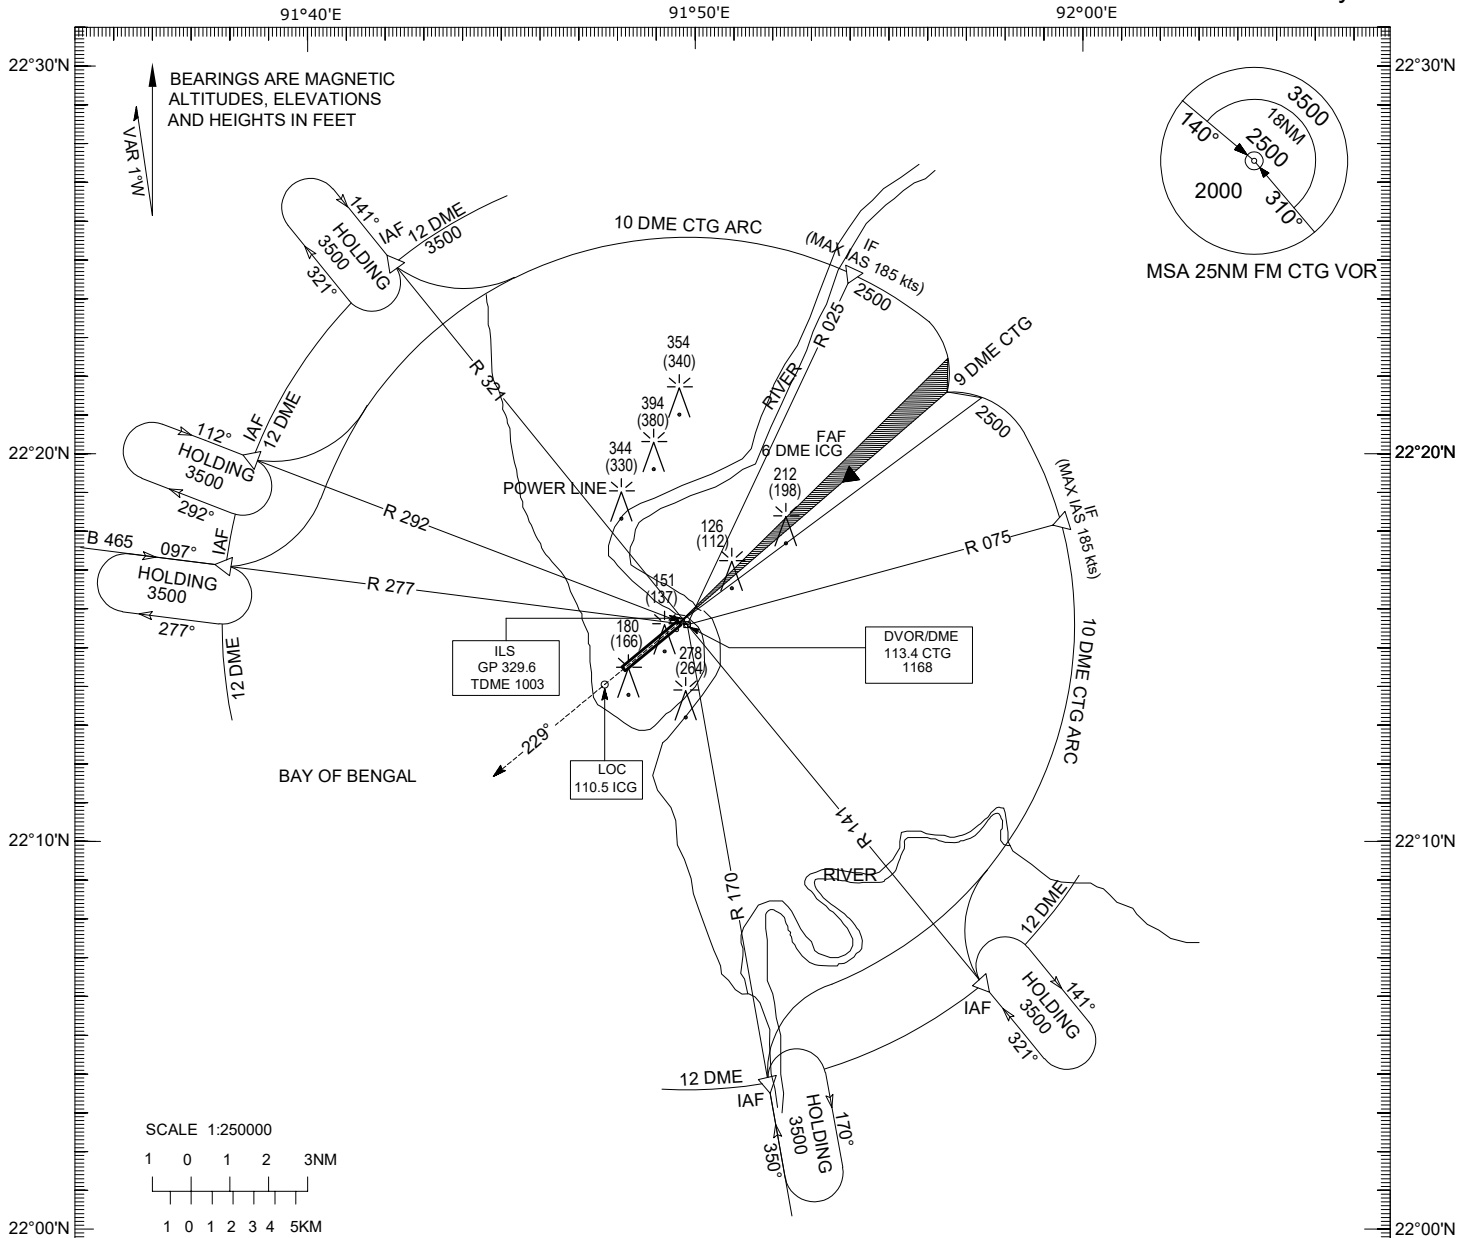 91°40'E
91°50'E
92°00'E
22°30'N
22°30'N
BEARINGS ARE MAGNETIC
ALTITUDES, ELEVATIONS
AND HEIGHTS IN FEET
VAR 1°W
3500
18NM
2500
140°
2000
310°
MSA 25NM FM CTG VOR
141°
HOLDING
3500
321°
IAF
12 DME
3500
10 DME CTG ARC
IF
(MAX IAS 185 kts)
2500
R 025
R 321
354
(340)
394
(380)
344
(330)
POWER LINE
RIVER
9 DME CTG
2500
FAF
6 DME ICG
212
(198)
126
(112)
22°20'N
22°20'N
IAF
12 DME
112°
HOLDING
3500
292°
R 292
IF
(MAX IAS 185 kts)
R 075
B 465
097°
IAF
HOLDING
3500
277°
R 277
12 DME
151
(137)
180
(166)
278
(264)
ILS
GP 329.6
TDME 1003
DVOR/DME
113.4 CTG
1168
10 DME CTG ARC
229°
LOC
110.5 ICG
BAY OF BENGAL
22°10'N
22°10'N
R 141
R 170
RIVER
12 DME
IAF
141°
HOLDING
3500
321°
12 DME
IAF
HOLDING
3500
170°
350°
SCALE 1:250000
1 0 1 2 3NM
1 0 1 2 3 4 5KM
22°00'N
22°00'N